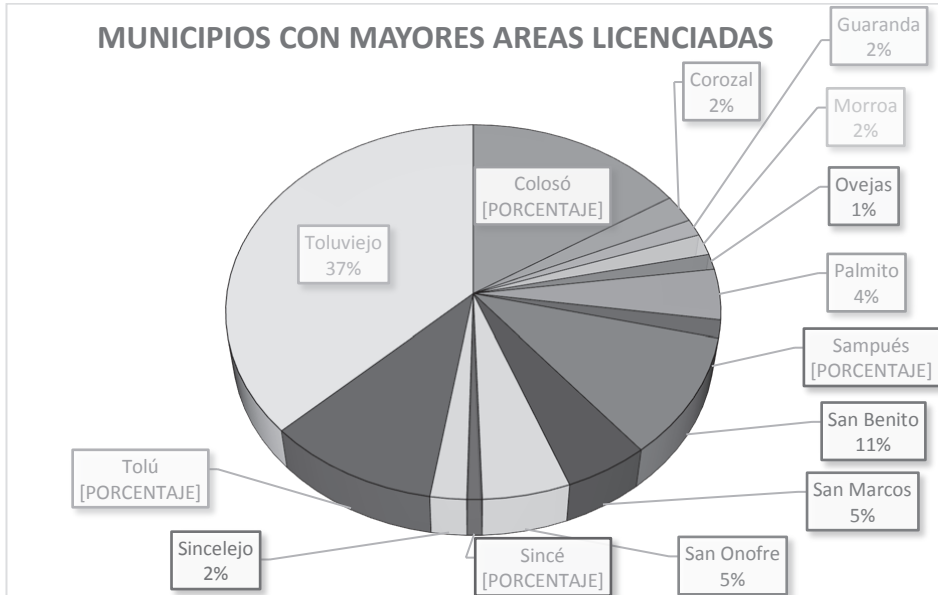 MUNICIPIOS CON MAYORES AREAS LICENCIADAS
Guaranda
2%
Corozal
2%
Morroa
2%
Colosó
[PORCENTAJE]
Ovejas
1%
Toluviejo
37%
Palmito
4%
Sampués
[PORCENTAJE]
San Benito
11%
Tolú
[PORCENTAJE]
San Marcos
5%
Sincelejo
2%
Sincé
[PORCENTAJE]
San Onofre
5%